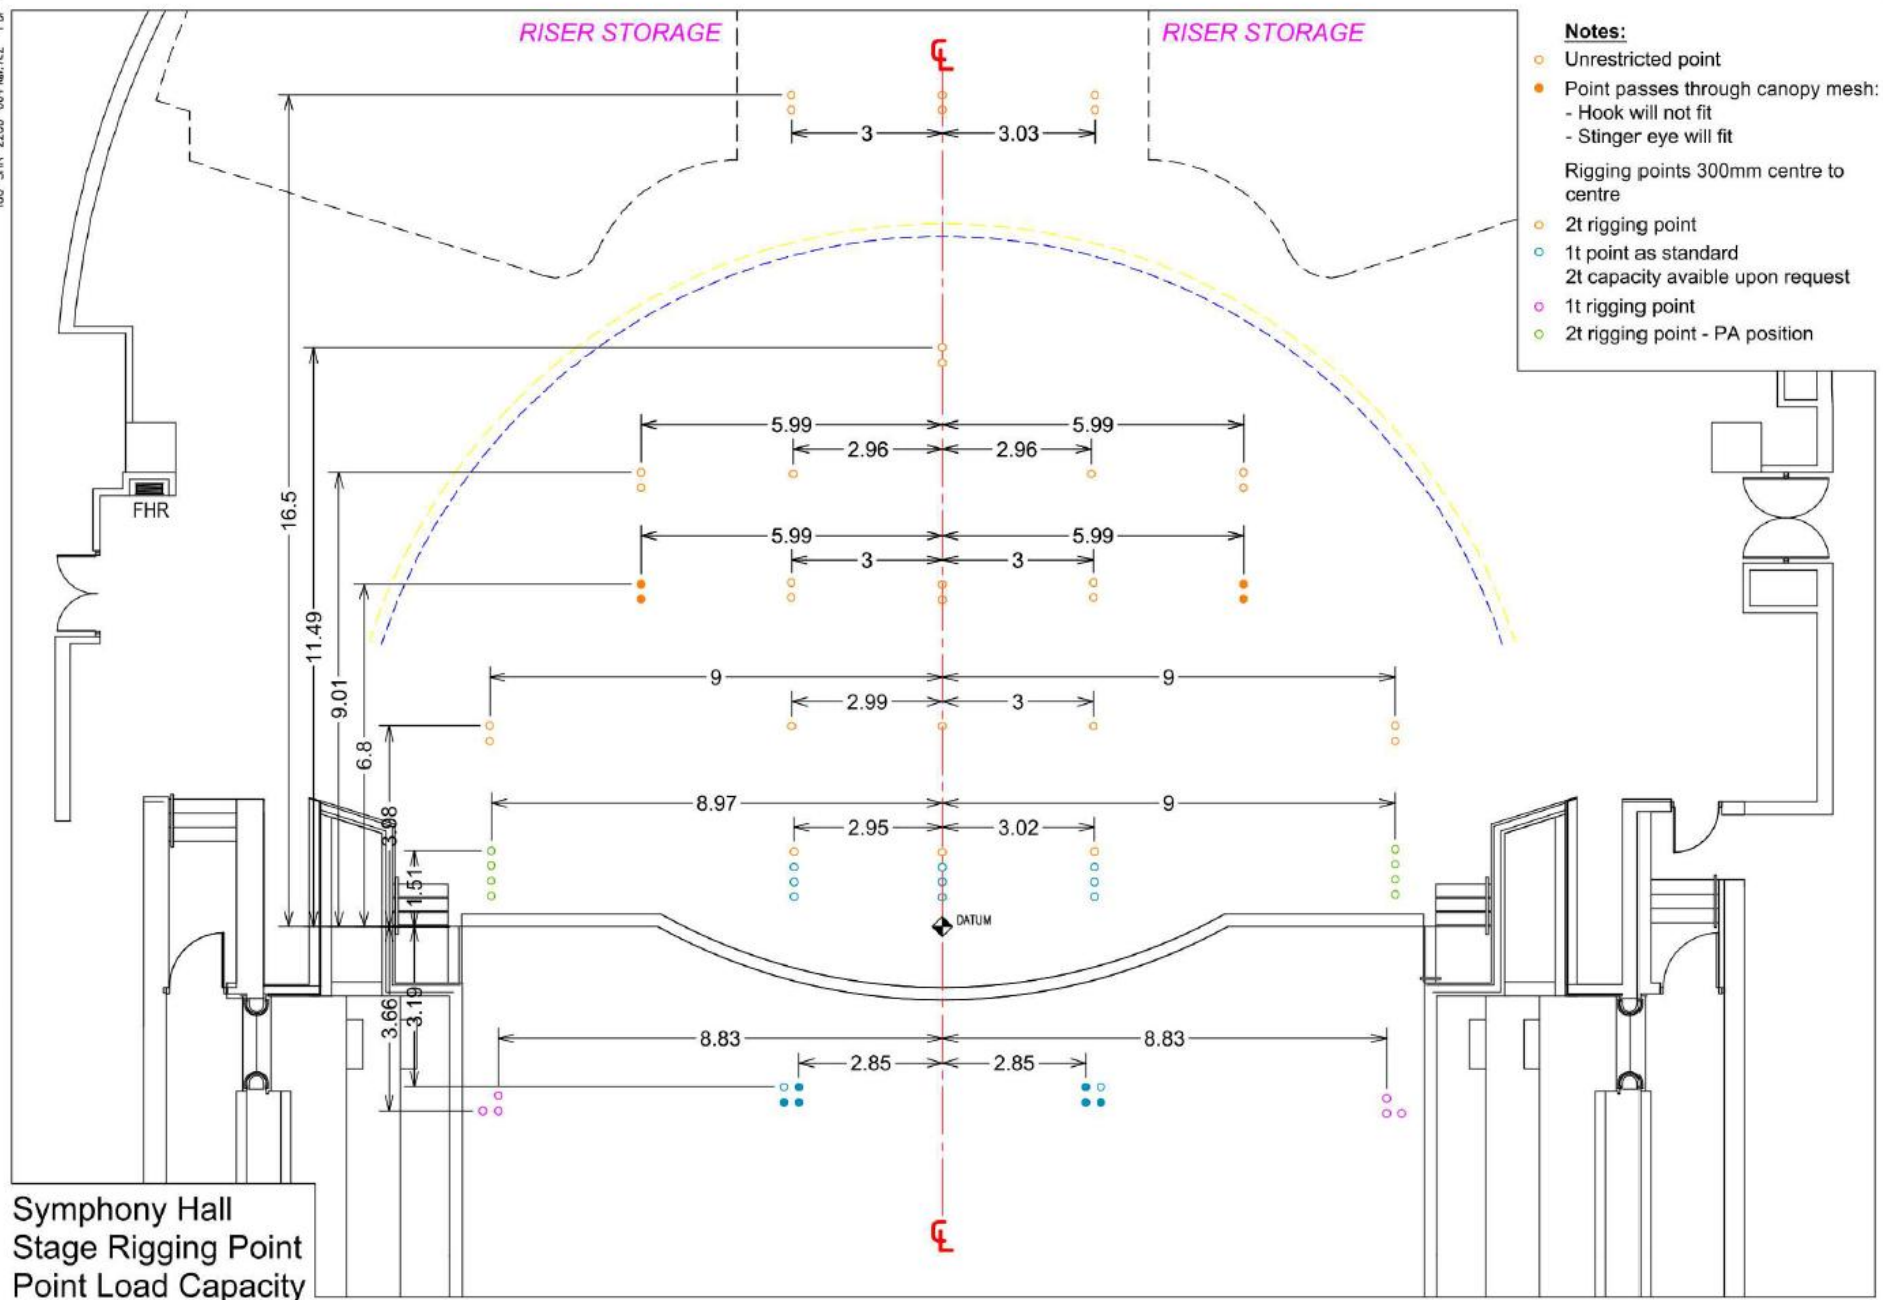 RISER STORAGE
RISER STORAGE
Notes:
Unrestricted point
Point passes through canopy mesh:
- Hook will not fit
- Stinger eye will fit
Rigging points 300mm centre to
centre
2t rigging point
1t point as standard
2t capacity avaible upon request
1t rigging point
2t rigging point - PA position
3
3.03
16.5
11.49
5.99
5.99
2.96
2.96
9.01
FHR
5.99
5.99
3
3
6.8
9
9
2.99
3
3.98
8.97
9
2.95
3.02
1.51
DATUM
3.66
3.19
8.83
8.83
2.85
2.85
Symphony Hall
Stage Rigging Point
Point Load Capacity